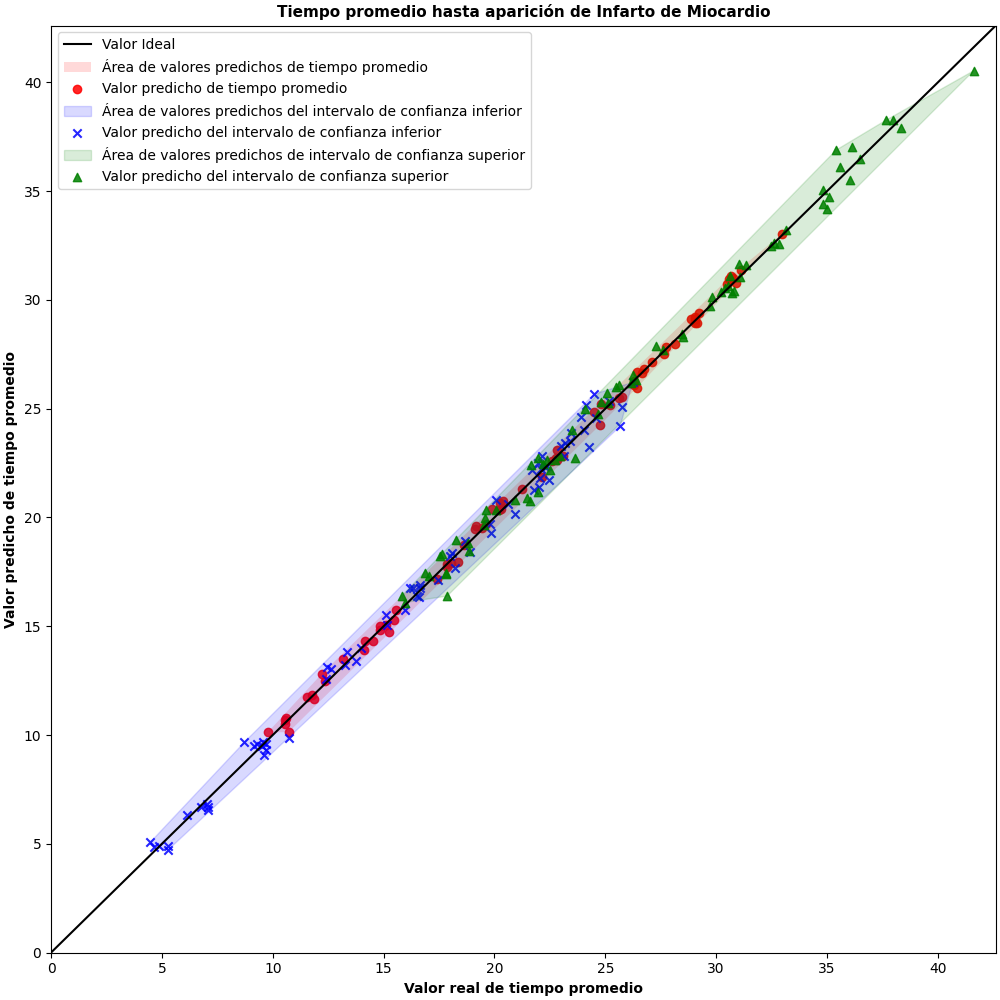 Tiempo promedio hasta aparición de Infarto de Miocardio
Valor Ideal
Área de valores predichos de tiempo promedio
Valor predicho de tiempo promedio
Área de valores predichos del intervalo de confianza inferior
Valor predicho del intervalo de confianza inferior
Área de valores predichos de intervalo de confianza superior
Valor predicho del intervalo de confianza superior
Valor predicho de tiempo promedio
40
35
30
25
20
15
10
5
0
0 5 10 15 20 25 30 35 40
Valor real de tiempo promedio